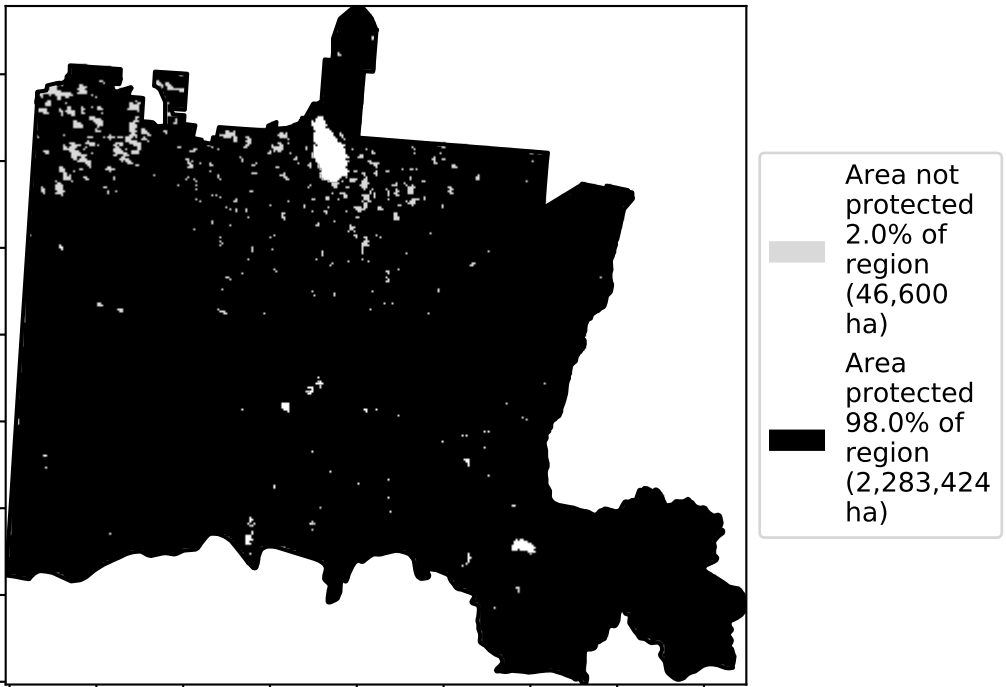 Area not
protected
2.0% of
region
(46,600
ha)
Area
protected
98.0% of
region
(2,283,424
ha)